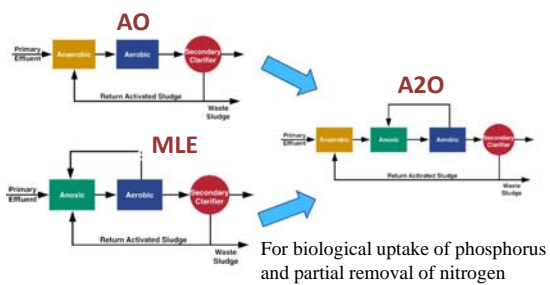 AO
Primary
Effluent
Anaerobic
Aerobic
Secondary
Clarifier
Return Activated Sludge
Waste
Sludge
MLE
Primary
Effluent
Anoxic
Aerobic
Secondary
Clarifier
Return Activated Sludge
Waste
Sludge
A2O
Primary
Effluent
Anaerobic
Anoxic
Aerobic
Secondary
Clarifier
Return Activated Sludge
Waste
Sludge
For biological uptake of phosphorus
and partial removal of nitrogen